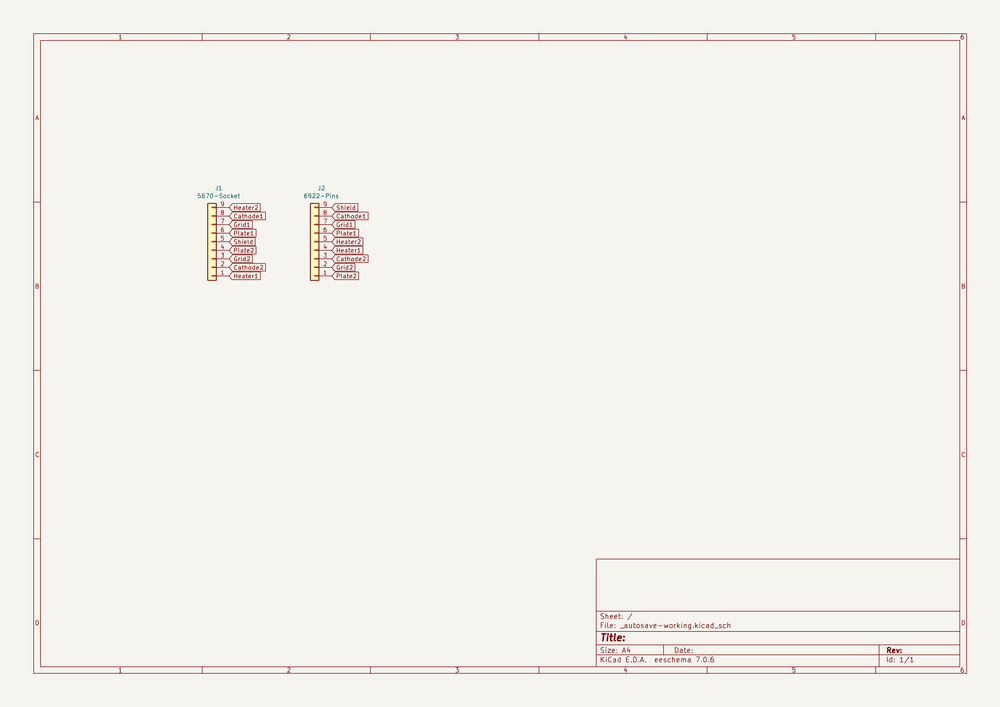 1 2 3 4 5 6
A A
J1 J2
5670-Socket 6922-Pins
9 Heater2 9 Shield
8 Cathode1 8 Cathode1
7 Grid1 7 Grid1
6 Plate1 6 Plate1
5 Shield 5 Heater2
4 Plate2 4 Heater1
3 Grid2 3 Cathode2
2 Cathode2 2 Grid2
1 Heater1 1 Plate2
B B
C C
Sheet: /
D D
File: _autosave-working.kicad_sch
Title:
Size: A4 Date: Rev:
KiCad E.D.A. eeschema 7.0.6 Id: 1/1
1 2 3 4 5 6